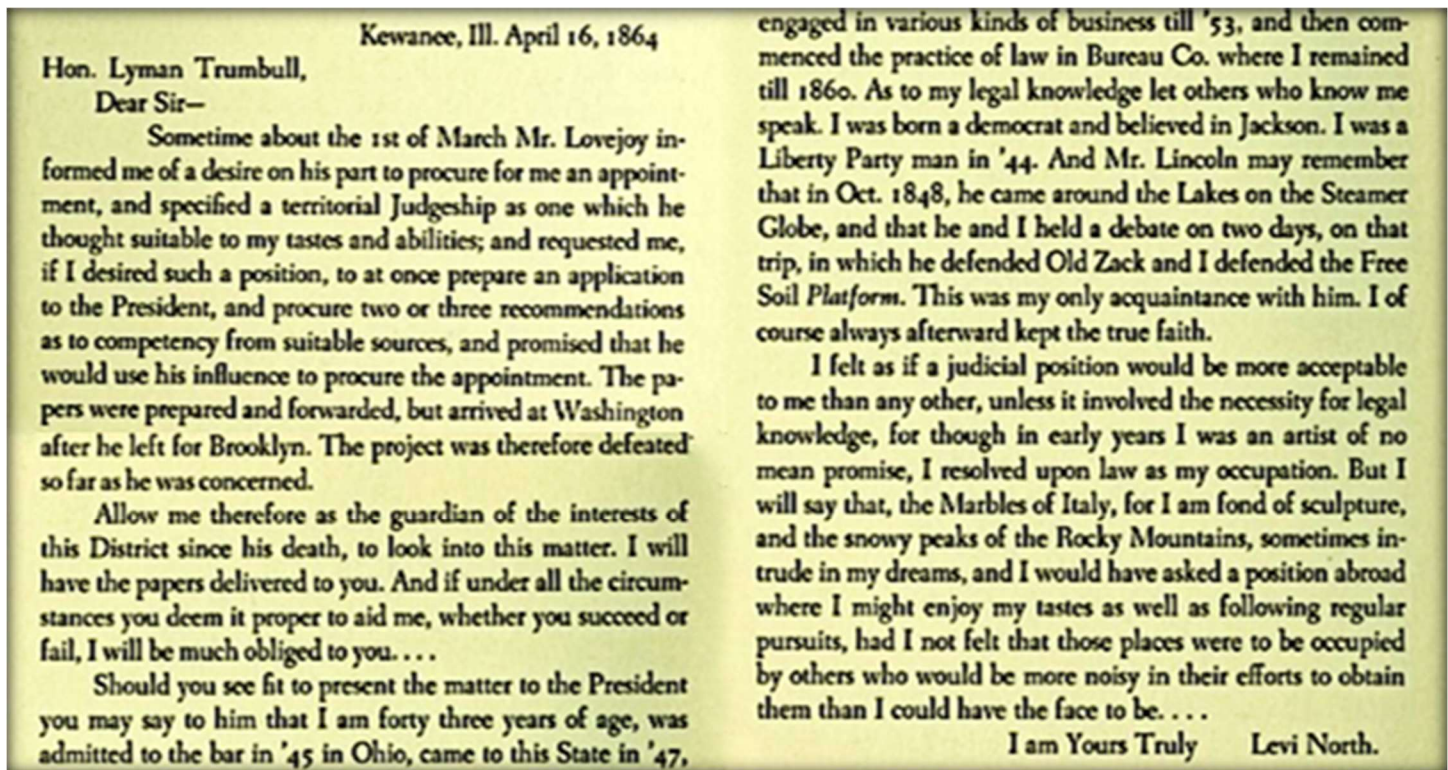 Kewanee, Ill. April 16, 1864
Hon. Lyman Trumbull,
Dear Sir—
Sometime about the 1st of March Mr. Lovejoy in-
formed me of a desire on his part to procure for me an appoint-
ment, and specified a territorial Judgeship as one which he
thought suitable to my tastes and abilities; and requested me,
if I desired such a position, to at once prepare an application
to the President, and procure two or three recommendations
as to competency from suitable sources, and promised that he
would use his influence to procure the appointment. The pa-
pers were prepared and forwarded, but arrived at Washington
after he left for Brooklyn. The project was therefore defeated
so far as he was concerned.
Allow me therefore as the guardian of the interests of
this District since his death, to look into this matter. I will
have the papers delivered to you. And if under all the circum-
stances you deem it proper to aid me, whether you succeed or
fail, I will be much obliged to you. . . .
Should you see fit to present the matter to the President
you may say to him that I am forty three years of age, was
admitted to the bar in '45 in Ohio, came to this State in '47,
engaged in various kinds of business till '53, and then com-
menced the practice of law in Bureau Co. where I remained
till 1860. As to my legal knowledge let others who know me
speak. I was born a democrat and believed in Jackson. I was a
Liberty Party man in '44. And Mr. Lincoln may remember
that in Oct. 1848, he came around the Lakes on the Steamer
Globe, and that he and I held a debate on two days, on that
trip, in which he defended Old Zack and I defended the Free
Soil Platform. This was my only acquaintance with him. I of
course always afterward kept the true faith.
I felt as if a judicial position would be more acceptable
to me than any other, unless it involved the necessity for legal
knowledge, for though in early years I was an artist of no
mean promise, I resolved upon law as my occupation. But I
will say that, the Marbles of Italy, for I am fond of sculpture,
and the snowy peaks of the Rocky Mountains, sometimes in-
trude in my dreams, and I would have asked a position abroad
where I might enjoy my tastes as well as following regular
pursuits, had I not felt that those places were to be occupied
by others who would be more noisy in their efforts to obtain
them than I could have the face to be. . . .
I am Yours Truly Levi North.